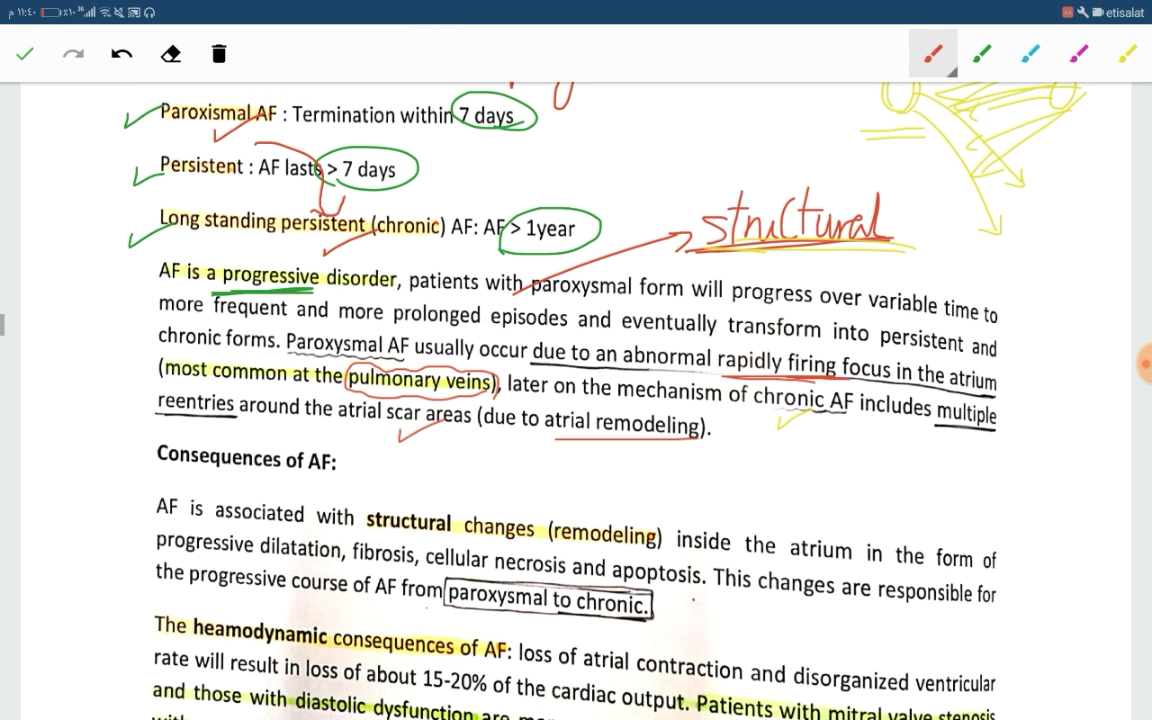 م ١١:٤٠ ٪١٠ 3G etisalat
Paroximal AF : Termination within 7 days
Persistent : AF lasts > 7 days
structural
Long standing persistent (chronic) AF: AF > 1year
AF is a progressive disorder, patients with paroxysmal form will progress over variable time to
more frequent and more prolonged episodes and eventually transform into persistent and
chronic forms. Paroxysmal AF usually occur due to an abnormal rapidly firing focus in the atrium
(most common at the pulmonary veins), later on the mechanism of chronic AF includes multiple
reentries around the atrial scar areas (due to atrial remodeling).
Consequences of AF:
AF is associated with structural changes (remodeling) inside the atrium in the form of
progressive dilatation, fibrosis, cellular necrosis and apoptosis. This changes are responsible for
the progressive course of AF from paroxysmal to chronic.
The heamodynamic consequences of AF: loss of atrial contraction and disorganized ventricular
rate will result in loss of about 15-20% of the cardiac output. Patients with mitral valve stenosis
and those with diastolic dysfunction are